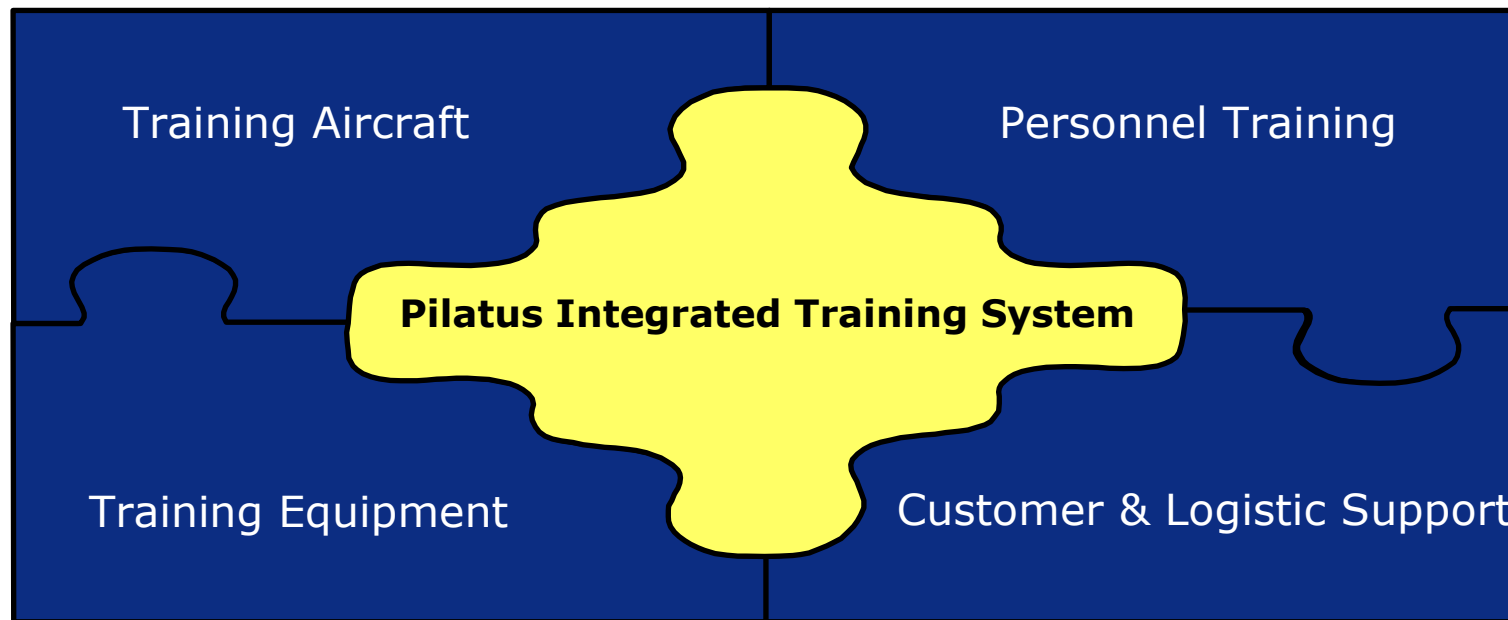 Training Aircraft
Personnel Training
Pilatus Integrated Training System
Training Equipment
Customer & Logistic Support